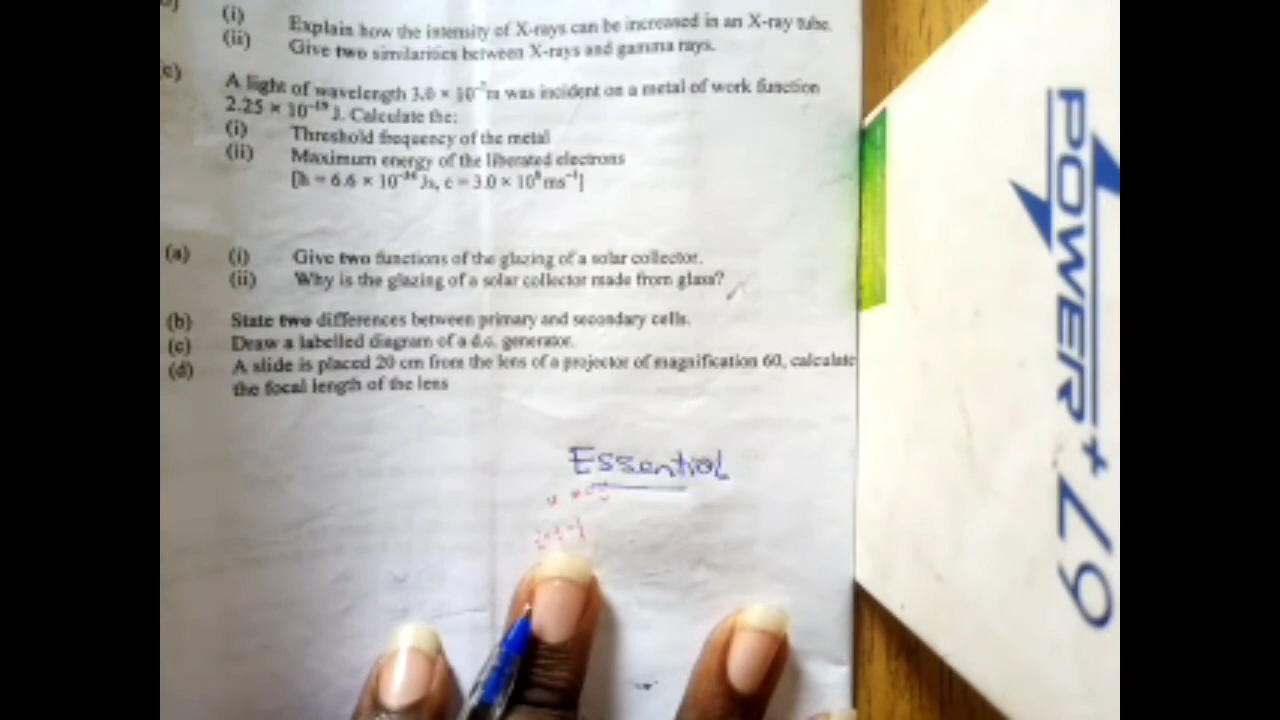 (i) Explain how the intensity of X-rays can be increased in an X-ray tube.
(ii) Give two similarities between X-rays and gamma rays.
(c) A light of wavelength 3.0 × 10⁻⁷m was incident on a metal of work function
2.25 × 10⁻¹⁹ J. Calculate the:
(i) Threshold frequency of the metal
(ii) Maximum energy of the liberated electrons
[h = 6.6 × 10⁻³⁴ Js, c = 3.0 × 10⁸ ms⁻¹]
(a) (i) Give two functions of the glazing of a solar collector.
(ii) Why is the glazing of a solar collector made from glass?
(b) State two differences between primary and secondary cells.
(c) Draw a labelled diagram of a d.c. generator.
(d) A slide is placed 20 cm from the lens of a projector of magnification 60, calculate
the focal length of the lens
Essential
POWER+ L9